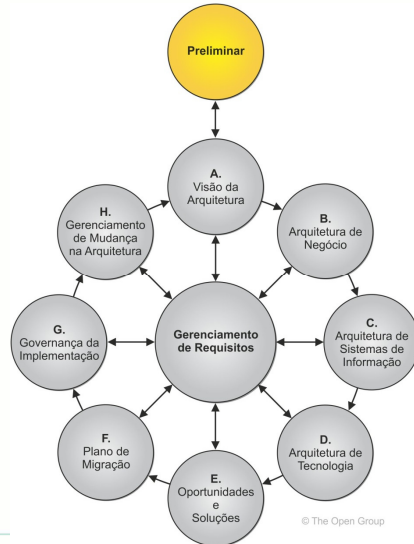 Preliminar
A.
Visão da
Arquitetura
B.
Arquitetura de
Negócio
C.
Arquitetura de
Sistemas de
Informação
D.
Arquitetura de
Tecnologia
E.
Oportunidades
e
Soluções
F.
Plano de
Migração
G.
Governança da
Implementação
H.
Gerenciamento
de Mudança
na Arquitetura
Gerenciamento
de Requisitos
© The Open Group